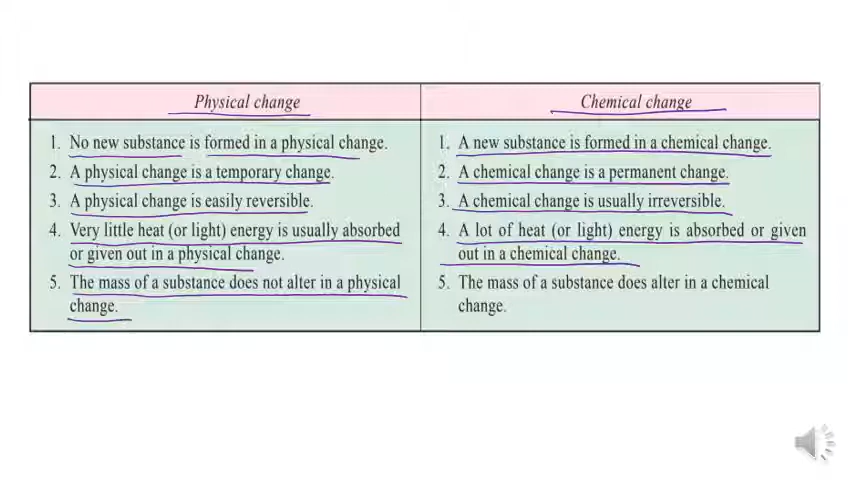 Physical change
Chemical change
1. No new substance is formed in a physical change.
2. A physical change is a temporary change.
3. A physical change is easily reversible.
4. Very little heat (or light) energy is usually absorbed
or given out in a physical change.
5. The mass of a substance does not alter in a physical
change.
1. A new substance is formed in a chemical change.
2. A chemical change is a permanent change.
3. A chemical change is usually irreversible.
4. A lot of heat (or light) energy is absorbed or given
out in a chemical change.
5. The mass of a substance does alter in a chemical
change.